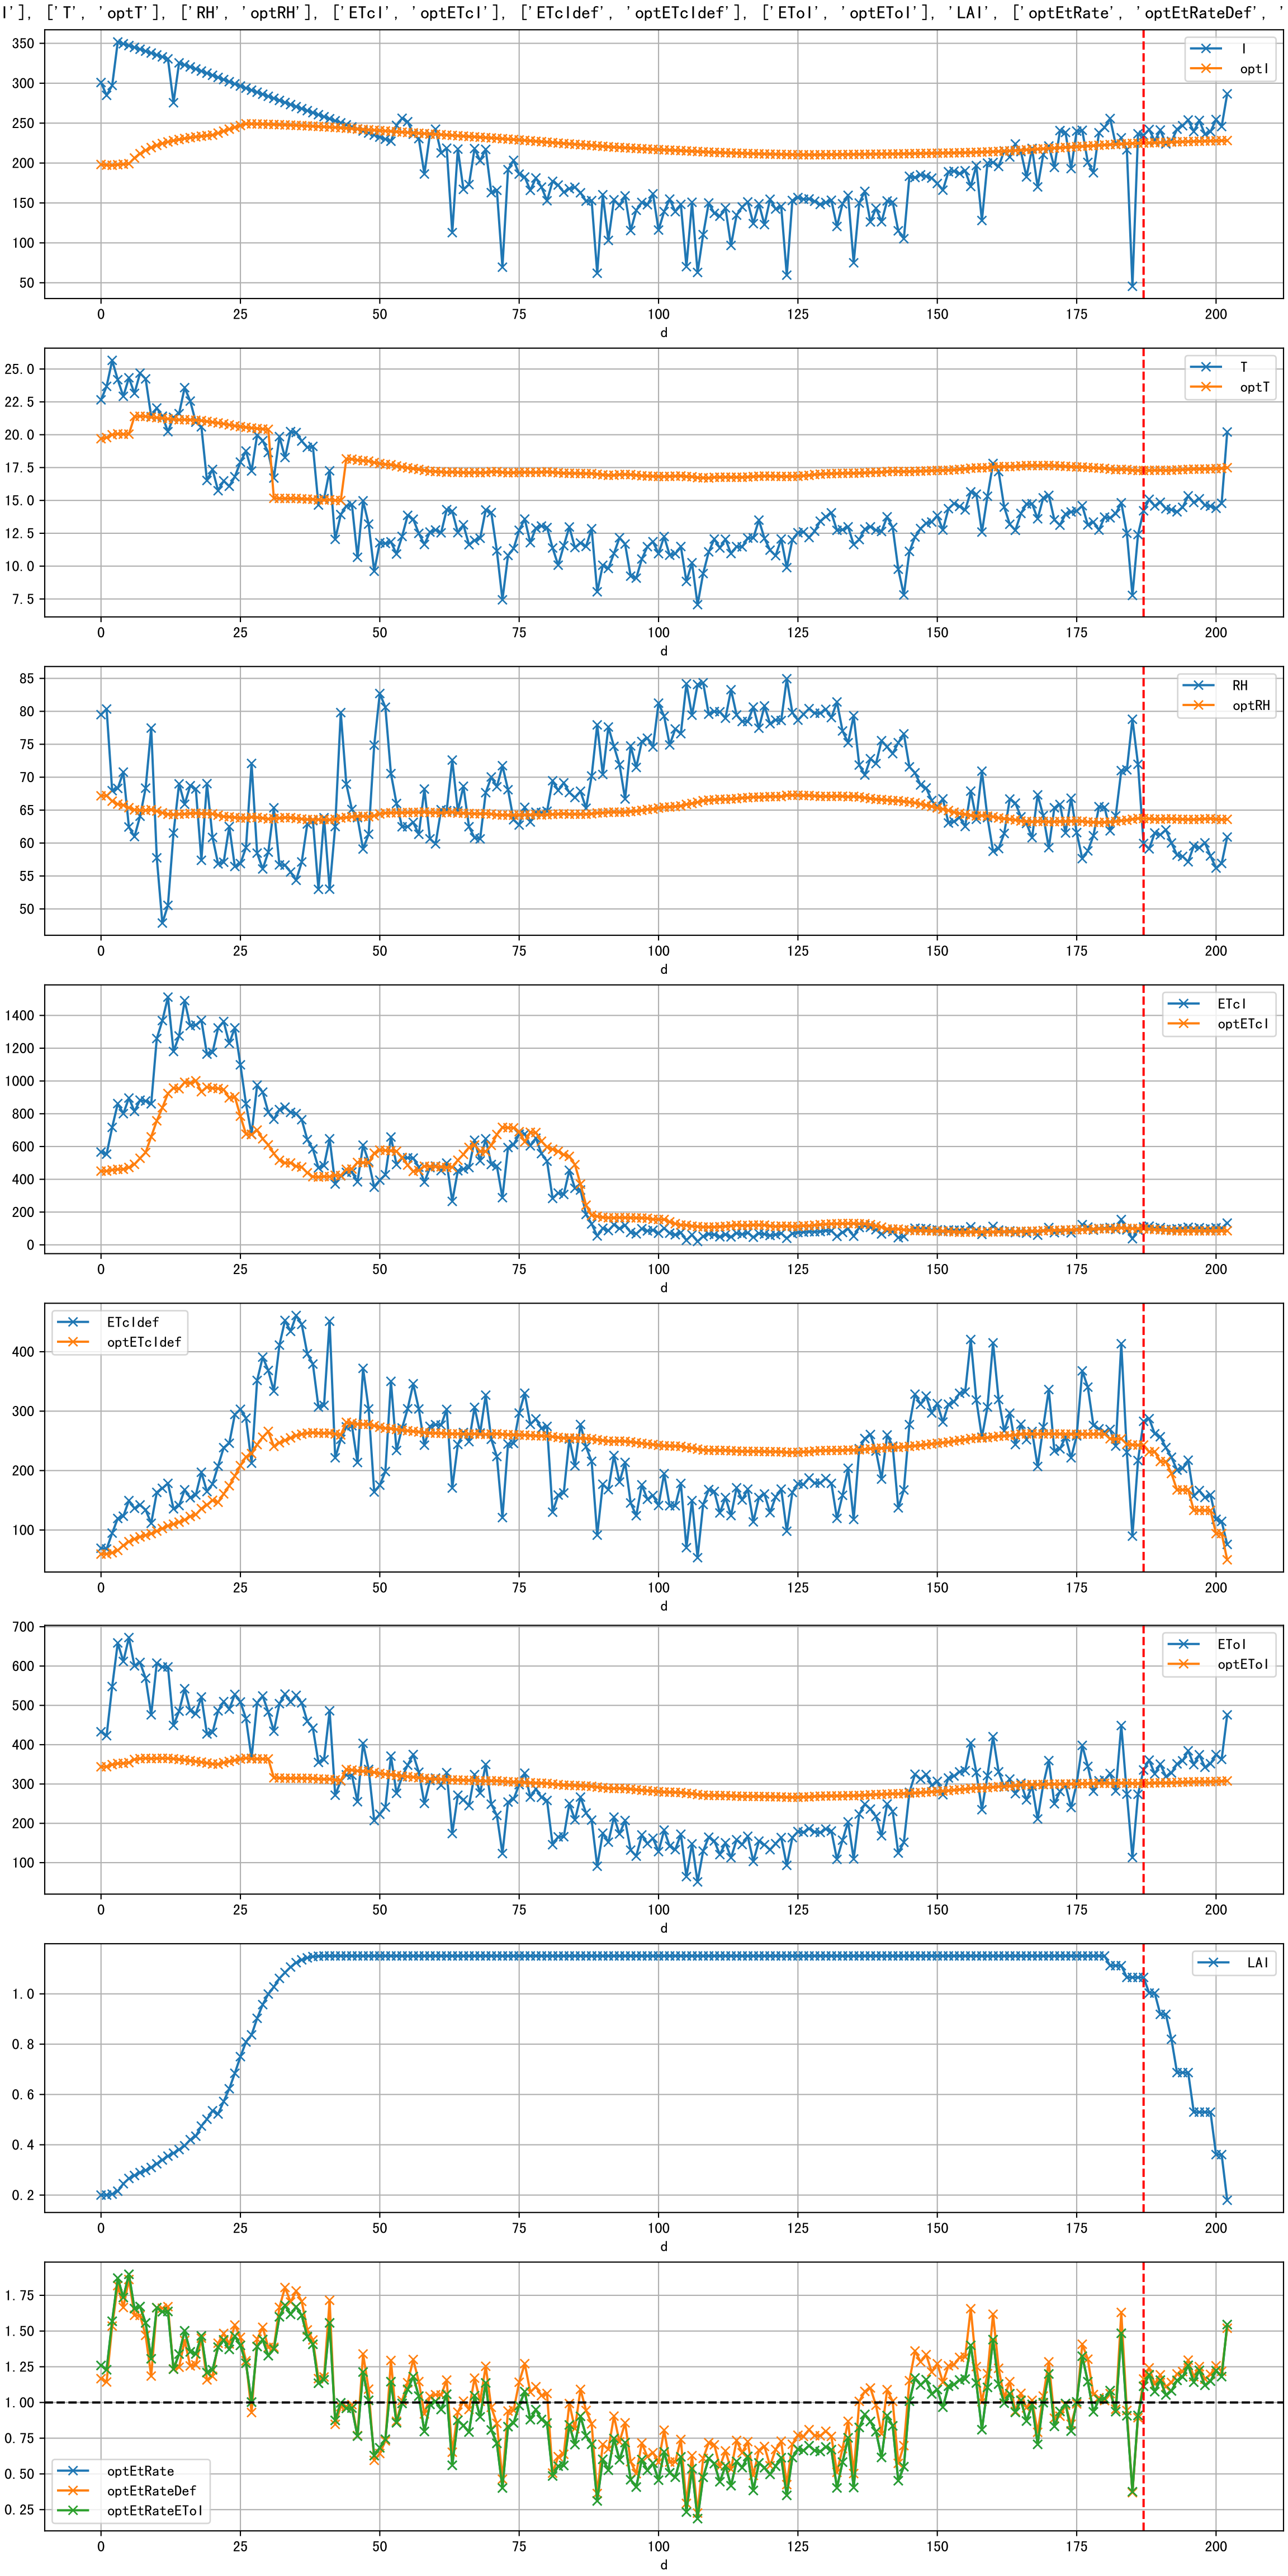 I'], ['T', 'optT'], ['RH', 'optRH'], ['ETcI', 'optETcI'], ['ETcIdef', 'optETcIdef'], ['EToI', 'optEToI'], 'LAI', ['optEtRate', 'optEtRateDef', '
I
optI
350
300
250
200
150
100
50
0 25 50 75 100 125 150 175 200
d
T
optT
25.0
22.5
20.0
17.5
15.0
12.5
10.0
7.5
0 25 50 75 100 125 150 175 200
d
RH
optRH
85
80
75
70
65
60
55
50
0 25 50 75 100 125 150 175 200
d
ETcI
optETcI
1400
1200
1000
800
600
400
200
0
0 25 50 75 100 125 150 175 200
d
ETcIdef
optETcIdef
400
300
200
100
0 25 50 75 100 125 150 175 200
d
EToI
optEToI
700
600
500
400
300
200
100
0 25 50 75 100 125 150 175 200
d
LAI
1.0
0.8
0.6
0.4
0.2
0 25 50 75 100 125 150 175 200
d
1.75
1.50
1.25
1.00
0.75
0.50
0.25
optEtRate
optEtRateDef
optEtRateEToI
0 25 50 75 100 125 150 175 200
d